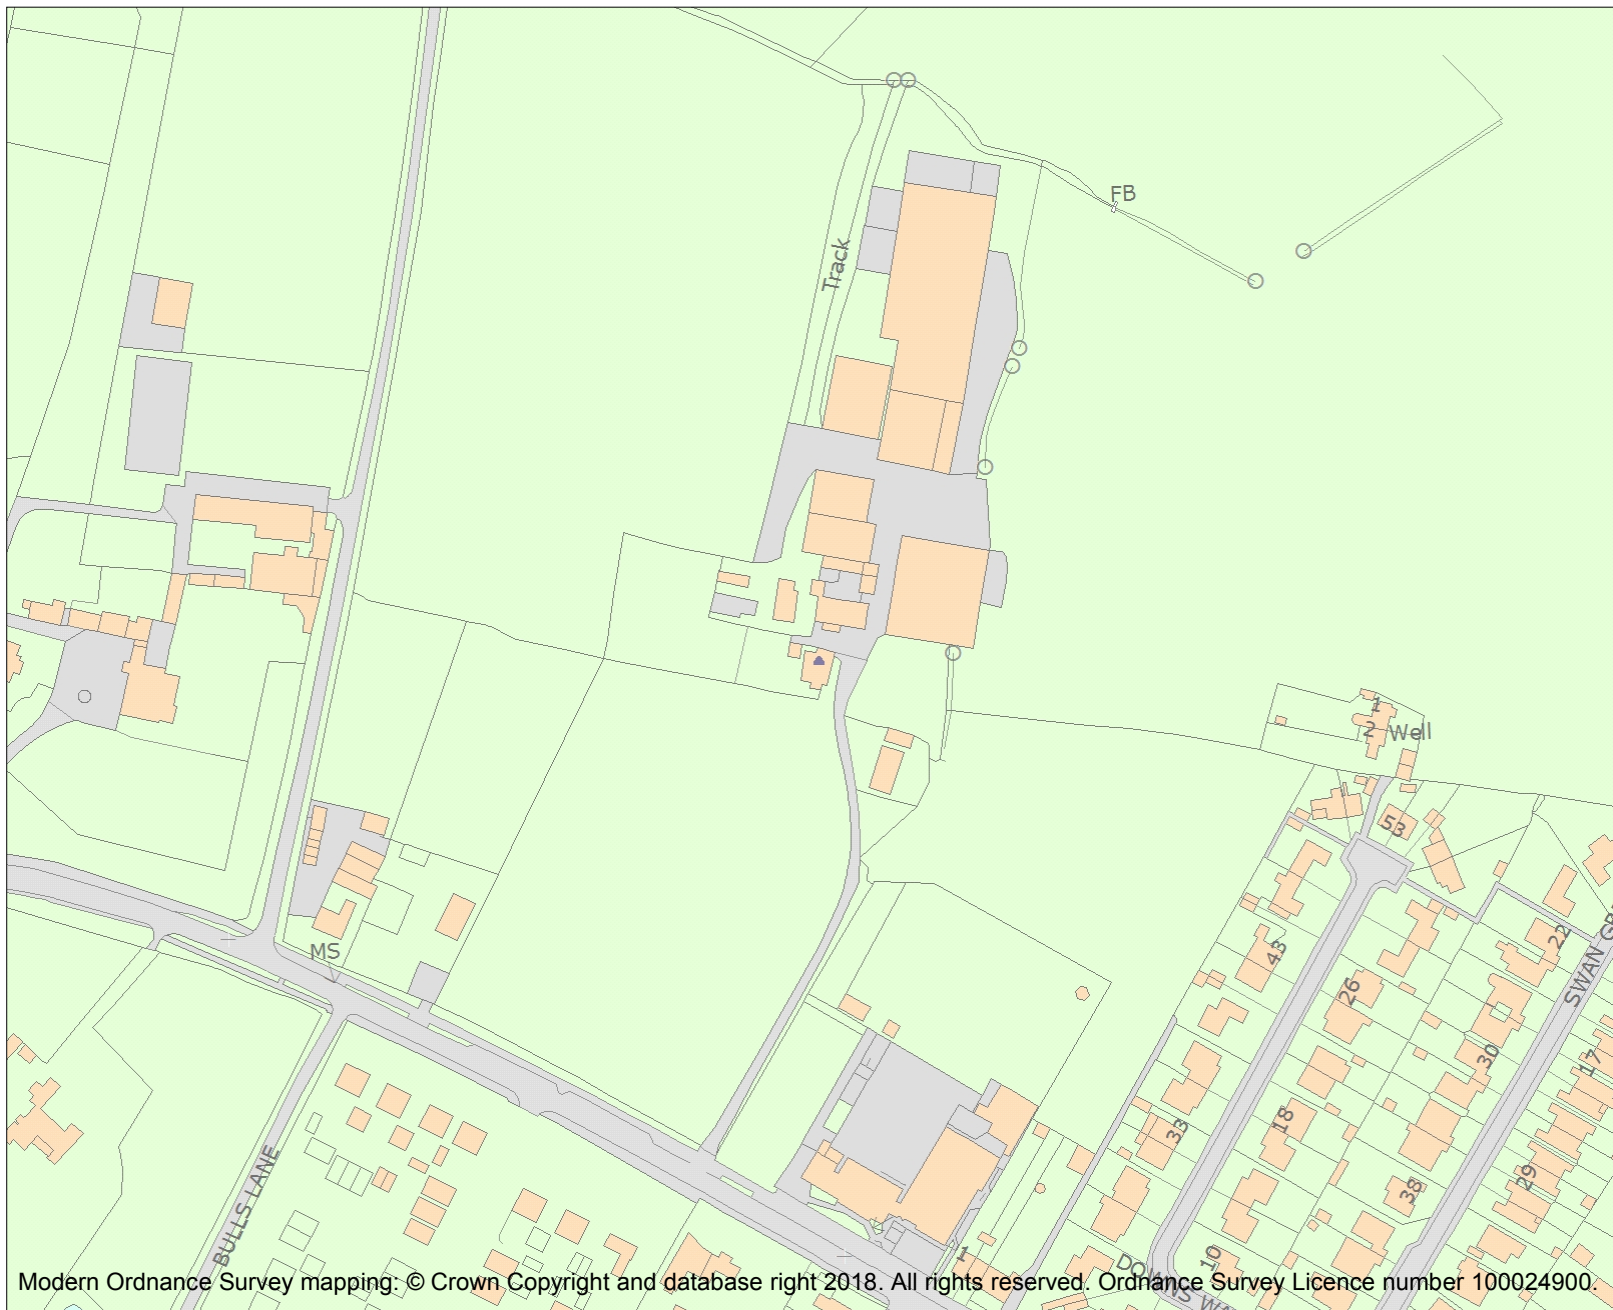 FB
Track
1
2 Well
53
43
22
SWAN GR
26
MS
30
17
33
18
29
38
BULLS LANE
1
10
DOWNS WA
Modern Ordnance Survey mapping: © Crown Copyright and database right 2018. All rights reserved. Ordnance Survey Licence number 100024900.